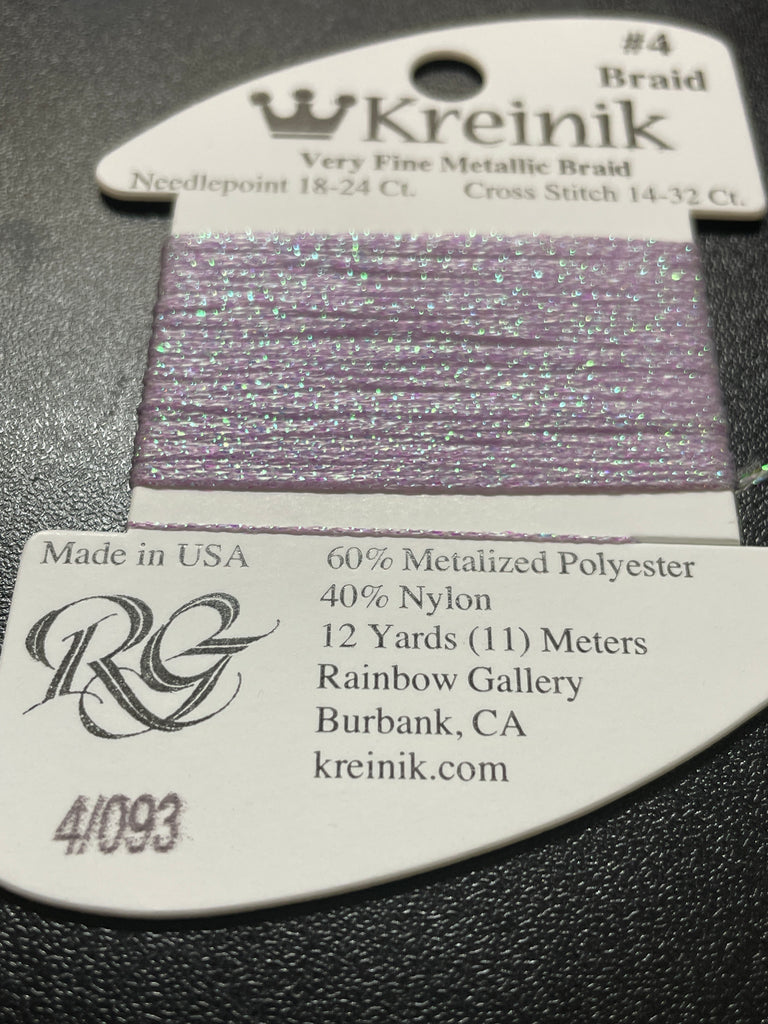 #4
Braid
Kreinik
Very Fine Metallic Braid
Needlepoint 18-24 Ct. Cross Stitch 14-32 Ct.
Made in USA
60% Metalized Polyester
40% Nylon
12 Yards (11) Meters
Rainbow Gallery
Burbank, CA
kreinik.com
RG
4/093